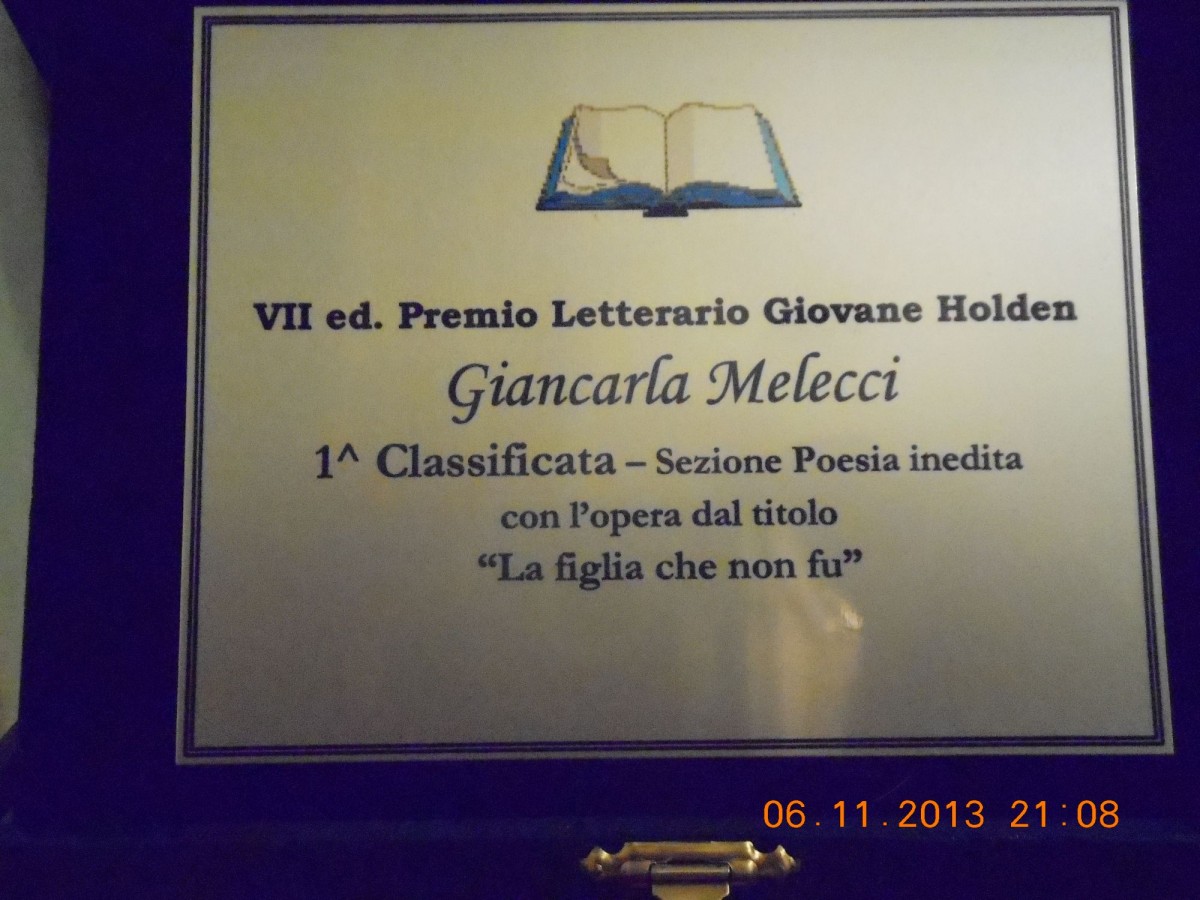 VII ed. Premio Letterario Giovane Holden
Giancarla Melecci
1^ Classificata – Sezione Poesia inedita
con l’opera dal titolo
“La figlia che non fu”
06.11.2013 21:08